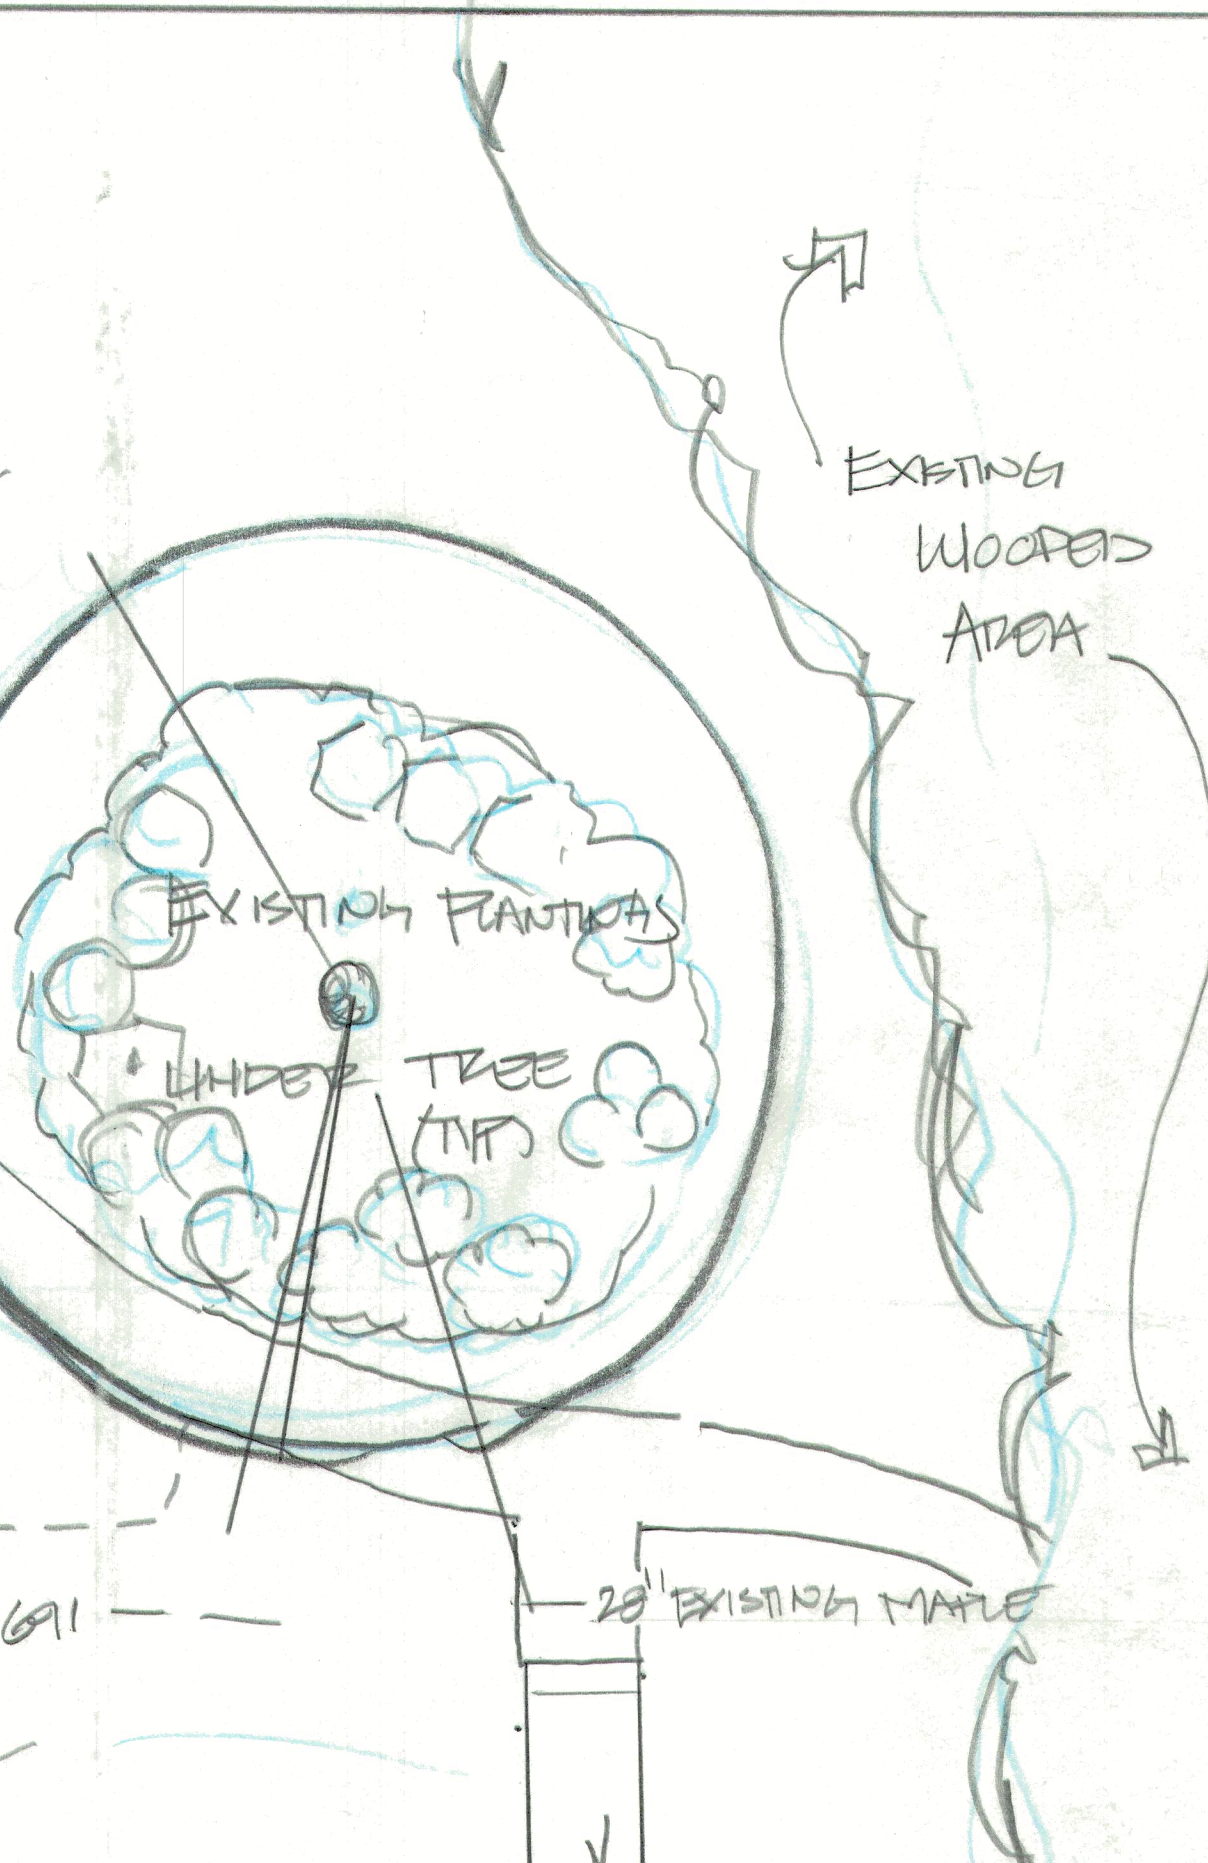 EXISTING
WOODED
AREA
EXISTING PLANTINGS
UNDER TREE
(TYP)
28" EXISTING MAPLE
691